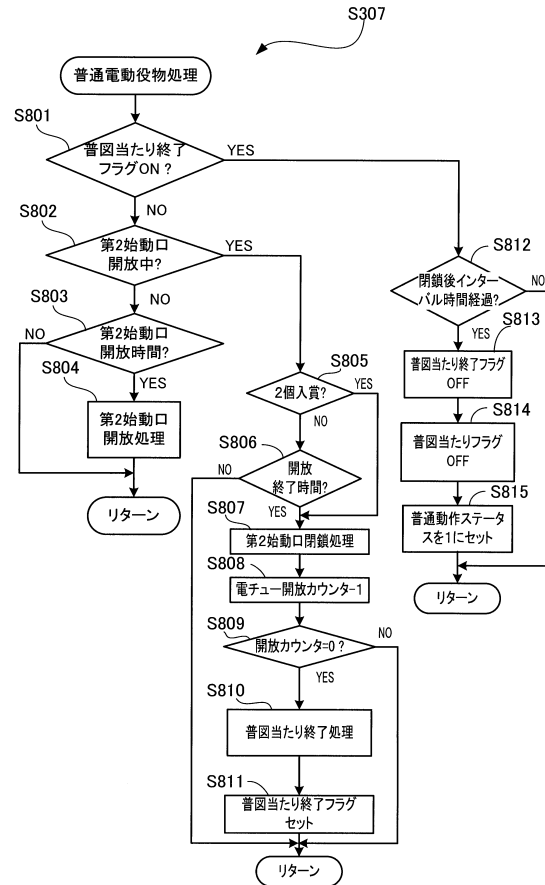 S307
普通電動役物処理
S801
普図当たり終了
フラグON？
YES
NO
S802
第2始動口
開放中？
YES
NO
S803
第2始動口
開放時間？
NO
YES
S804
第2始動口
開放処理
リターン
S805
2個入賞？
YES
NO
S806
開放
終了時間？
NO
YES
S807
第2始動口閉鎖処理
S808
電チュー開放カウンタ-1
S809
開放カウンタ=0？
NO
YES
S810
普図当たり終了処理
S811
普図当たり終了フラグ
セット
リターン
S812
閉鎖後インター
バル時間経過？
NO
YES
S813
普図当たり終了フラグ
OFF
S814
普図当たりフラグ
OFF
S815
普通動作ステータ
スを1にセット
リターン